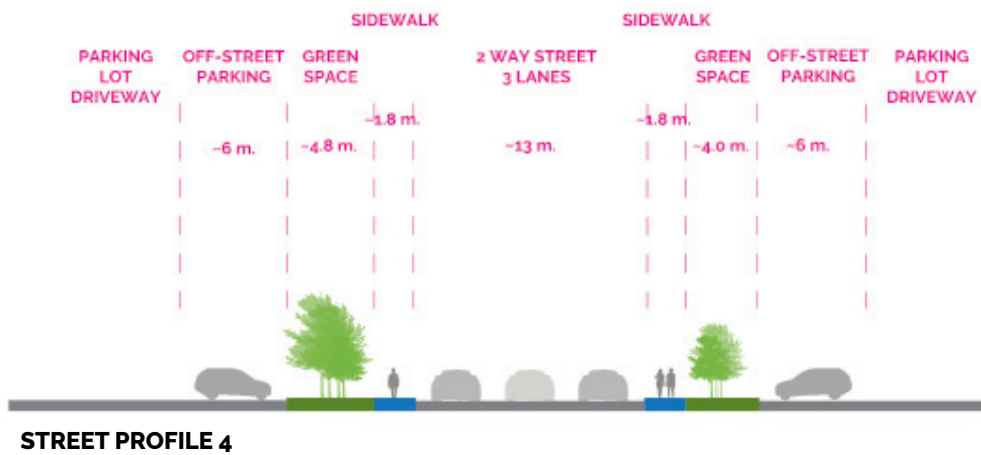 SIDEWALK
SIDEWALK
PARKING
LOT
DRIVEWAY
OFF-STREET
PARKING
GREEN
SPACE
2 WAY STREET
3 LANES
GREEN
SPACE
OFF-STREET
PARKING
PARKING
LOT
DRIVEWAY
~1.8 m.
~1.8 m.
~6 m.
~4.8 m.
~13 m.
~4.0 m.
~6 m.
STREET PROFILE 4